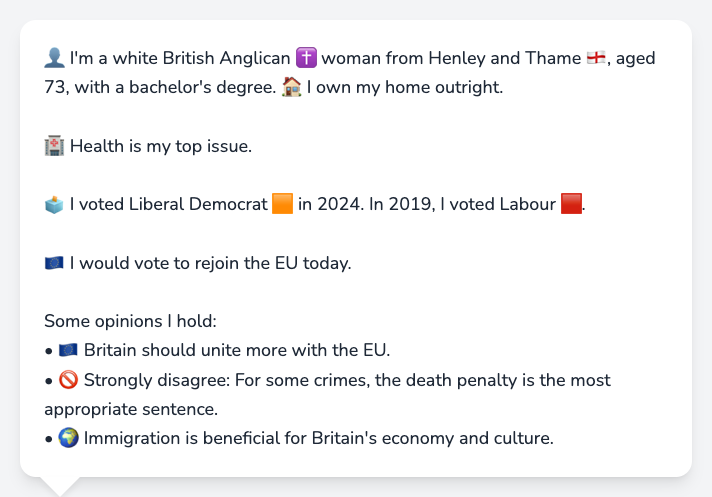 👤 I'm a white British Anglican ✝️ woman from Henley and Thame 🏴󠁧󠁢󠁥󠁮󠁧󠁿, aged
73, with a bachelor's degree. 🏠 I own my home outright.
🏥 Health is my top issue.
🗳️ I voted Liberal Democrat 🟧 in 2024. In 2019, I voted Labour 🟥.
🇪🇺 I would vote to rejoin the EU today.
Some opinions I hold:
• 🇪🇺 Britain should unite more with the EU.
• 🚫 Strongly disagree: For some crimes, the death penalty is the most
appropriate sentence.
• 🌍 Immigration is beneficial for Britain's economy and culture.